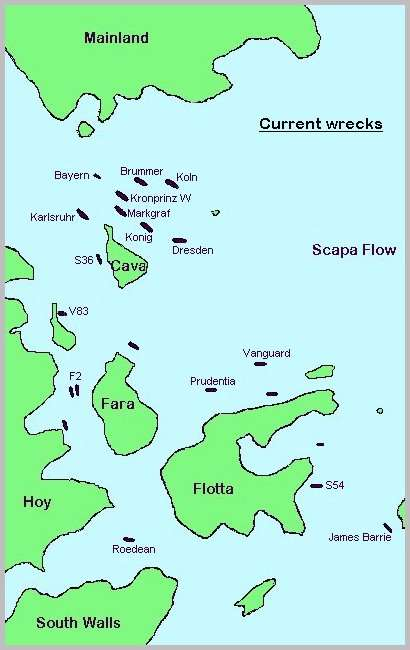 Mainland
Current wrecks
Bayern
Brummer
Koln
Kronprinz W
Karlsruhr
Markgraf
Konig
Dresden
Scapa Flow
S36
Cava
V83
Vanguard
F2
Prudentia
Fara
Flotta
S54
Hoy
James Barrie
Roedean
South Walls